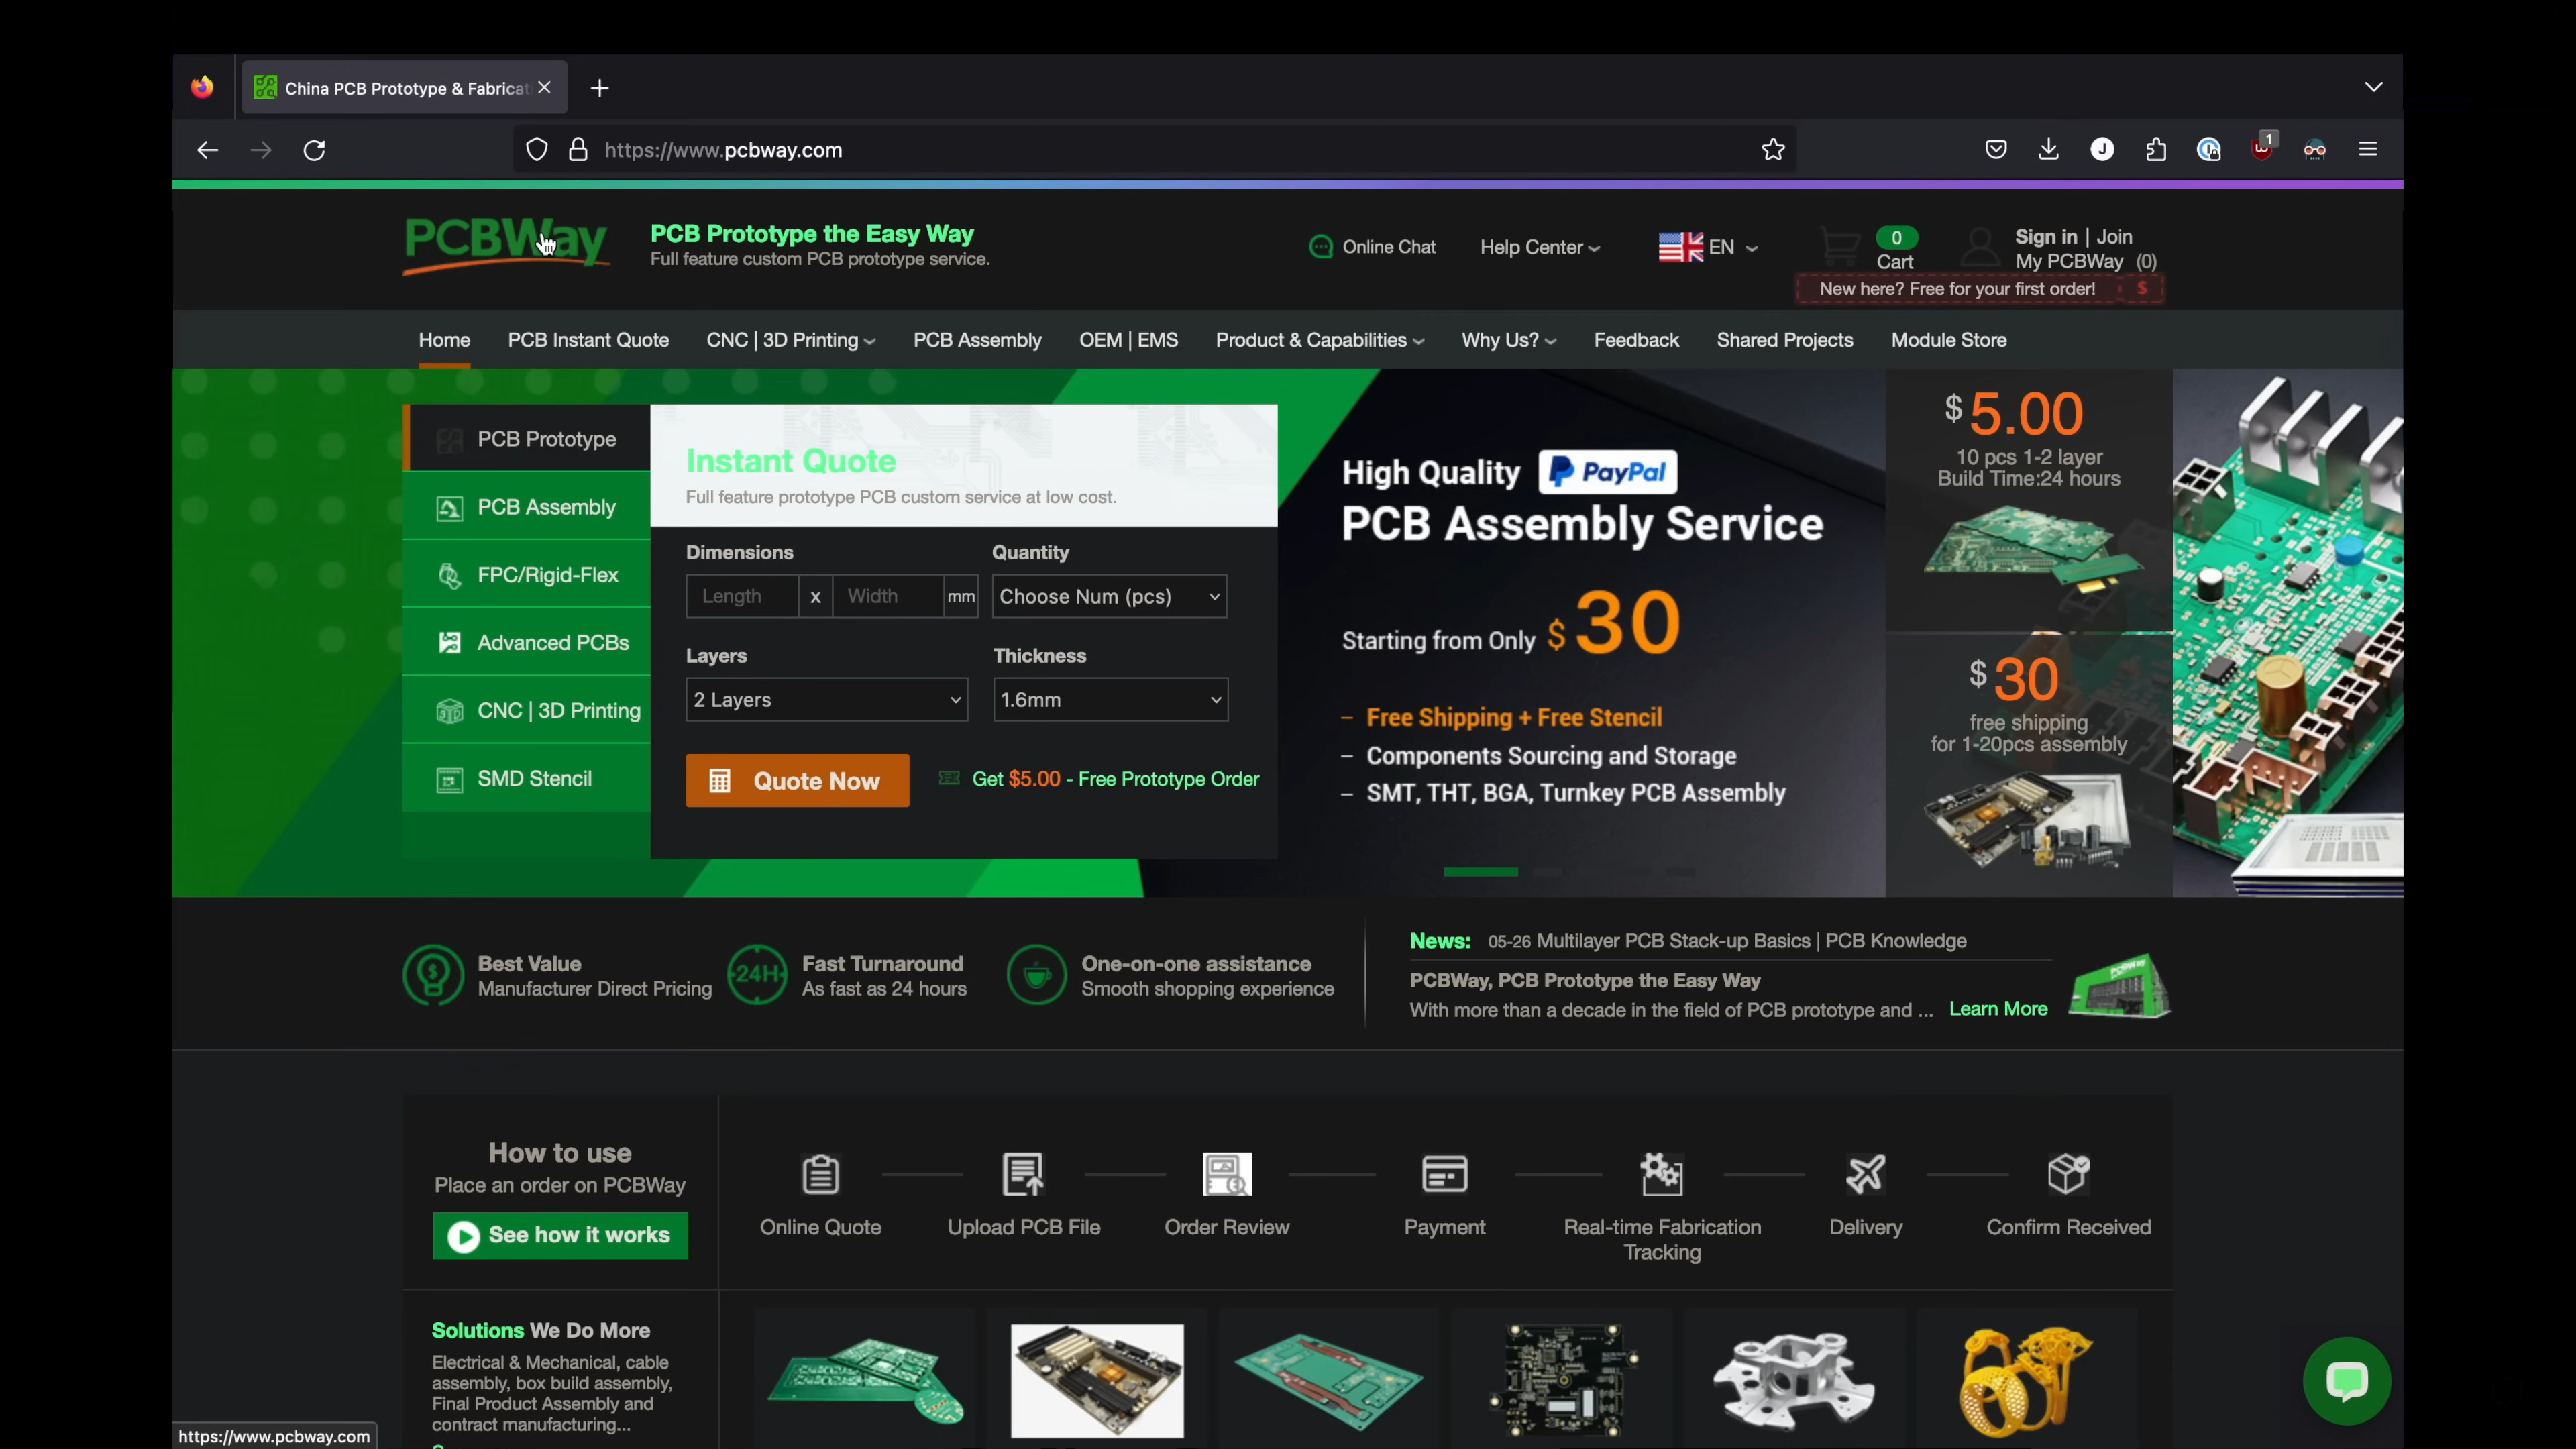 China PCB Prototype & Fabricat
https://www.pcbway.com
1
J
PCBWay
PCB Prototype the Easy Way
Full feature custom PCB prototype service.
Online Chat
Help Center
EN
0
Cart
Sign in | Join
My PCBWay (0)
New here? Free for your first order! $
Home
PCB Instant Quote
CNC | 3D Printing
PCB Assembly
OEM | EMS
Product & Capabilities
Why Us?
Feedback
Shared Projects
Module Store
PCB Prototype
PCB Assembly
FPC/Rigid-Flex
Advanced PCBs
CNC | 3D Printing
SMD Stencil
Instant Quote
Full feature prototype PCB custom service at low cost.
Dimensions
Quantity
Length x Width mm
Choose Num (pcs)
Layers
Thickness
2 Layers
1.6mm
Quote Now
Get $5.00 - Free Prototype Order
High Quality PayPal
PCB Assembly Service
Starting from Only $ 30
– Free Shipping + Free Stencil
– Components Sourcing and Storage
– SMT, THT, BGA, Turnkey PCB Assembly
$ 5.00
10 pcs 1-2 layer
Build Time:24 hours
$ 30
free shipping
for 1-20pcs assembly
Best Value
Manufacturer Direct Pricing
24H
Fast Turnaround
As fast as 24 hours
One-on-one assistance
Smooth shopping experience
News: 05-26 Multilayer PCB Stack-up Basics | PCB Knowledge
PCBWay, PCB Prototype the Easy Way
With more than a decade in the field of PCB prototype and ... Learn More
PCBWay
How to use
Place an order on PCBWay
See how it works
Online Quote
Upload PCB File
Order Review
Payment
Real-time Fabrication
Tracking
Delivery
Confirm Received
Solutions We Do More
Electrical & Mechanical, cable
assembly, box build assembly,
Final Product Assembly and
contract manufacturing...
https://www.pcbway.com